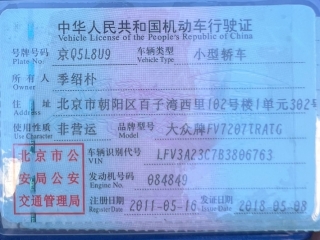 中华人民共和国机动车行驶证
Vehicle License of the People's Republic of China
号牌号码 京Q5L8U9 车辆类型 小型轿车
Plate No. Vehicle Type
所有人 季绍朴
Owner
住址 北京市朝阳区百子湾西里102号楼1单元302号
Address
使用性质 非营运 品牌型号 大众牌FV7207TRATG
Use Character Model
北京市公 车辆识别代号 LFV3A23C7B3806763
VIN
安局公安 发动机号码 084849
Engine No.
交通管理局 注册日期 2011-05-16 发证日期 2018-05-08
Register Date Issue Date